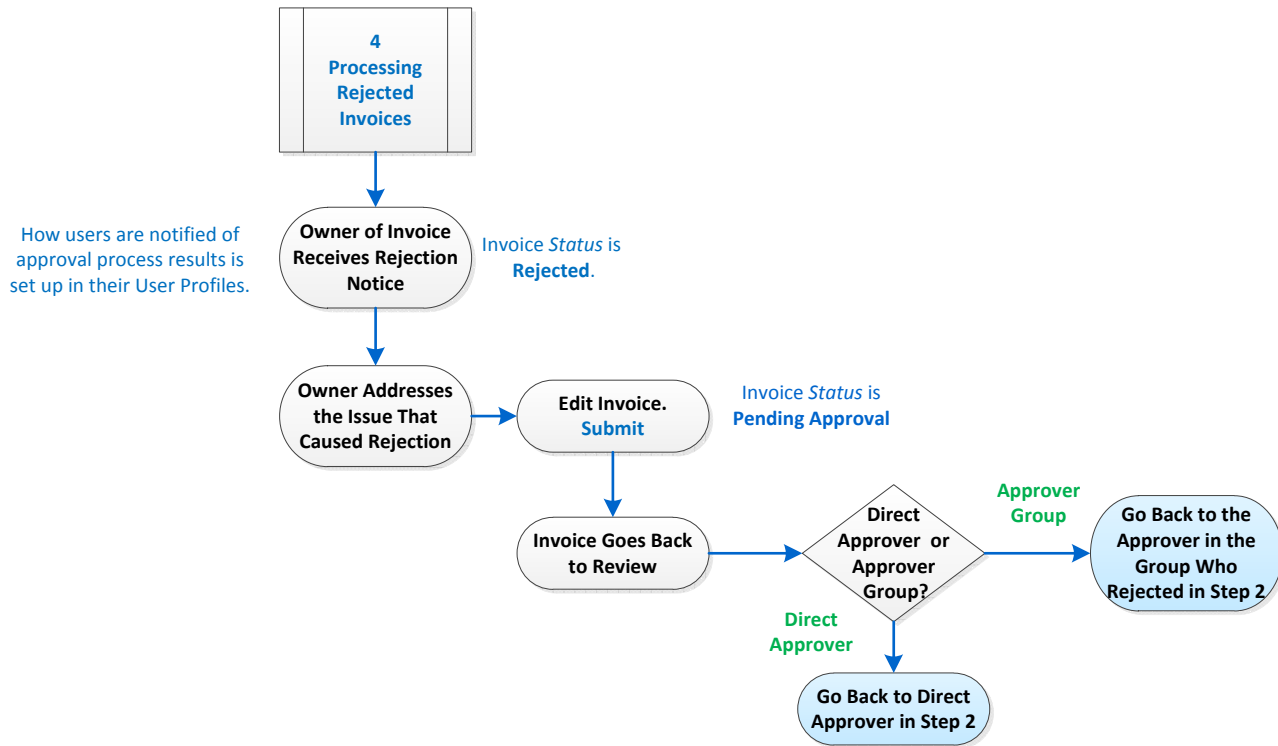 4
Processing
Rejected
Invoices
How users are notified of
approval process results is
set up in their User Profiles.
Owner of Invoice
Receives Rejection
Notice
Invoice Status is
Rejected.
Owner Addresses
the Issue That
Caused Rejection
Edit Invoice.
Submit
Invoice Status is
Pending Approval
Invoice Goes Back
to Review
Direct
Approver or
Approver
Group?
Approver
Group
Go Back to the
Approver in the
Group Who
Rejected in Step 2
Direct
Approver
Go Back to Direct
Approver in Step 2